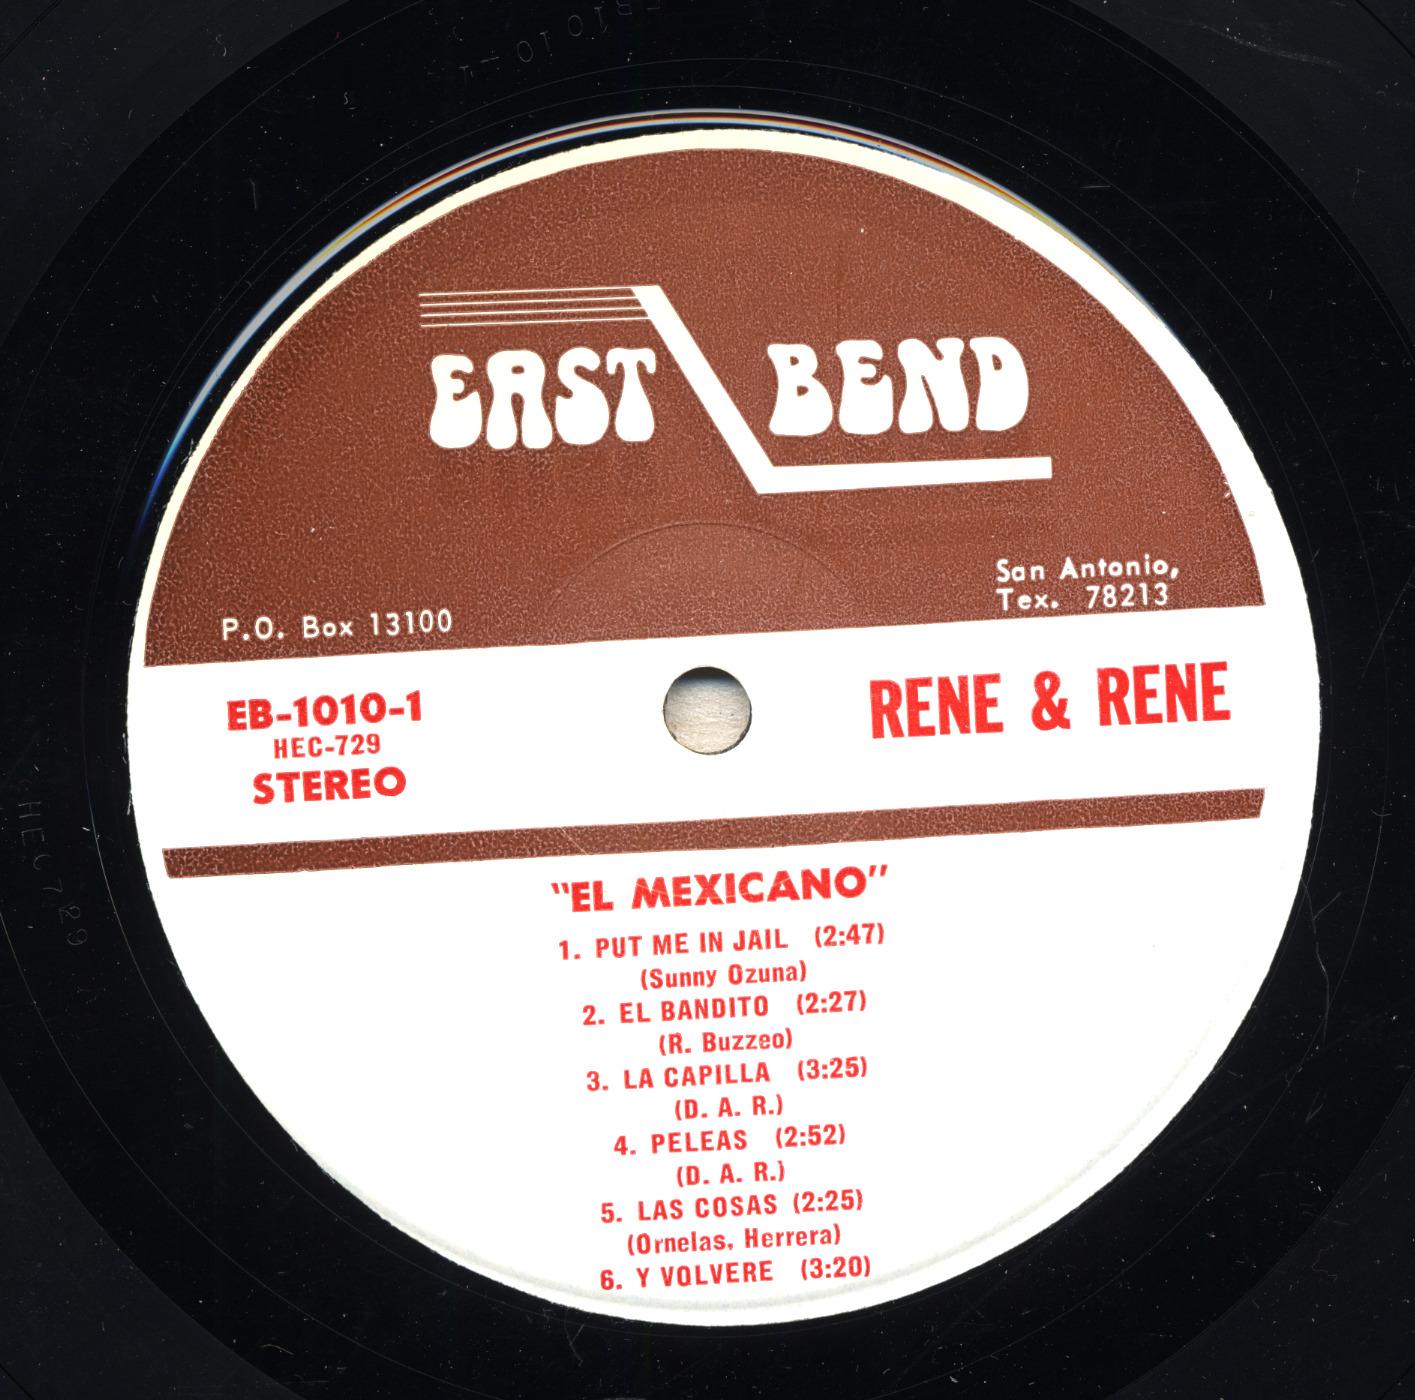 EAST BEND
P.O. Box 13100
San Antonio,
Tex. 78213
EB-1010-1
HEC-729
STEREO
RENE & RENE
"EL MEXICANO"
1. PUT ME IN JAIL (2:47)
(Sunny Ozuna)
2. EL BANDITO (2:27)
(R. Buzzeo)
3. LA CAPILLA (3:25)
(D. A. R.)
4. PELEAS (2:52)
(D. A. R.)
5. LAS COSAS (2:25)
(Ornelas, Herrera)
6. Y VOLVERE (3:20)
HEC 729